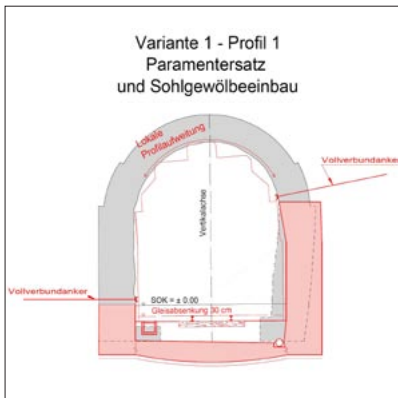 Variante 1 - Profil 1
Paramentersatz
und Sohlgewölbeeinbau
Lokale
Profilaufweitung
Vollverbundanker
Vertikalachse
Vollverbundanker
SOK = ± 0.00
Gleisabsenkung 30 cm